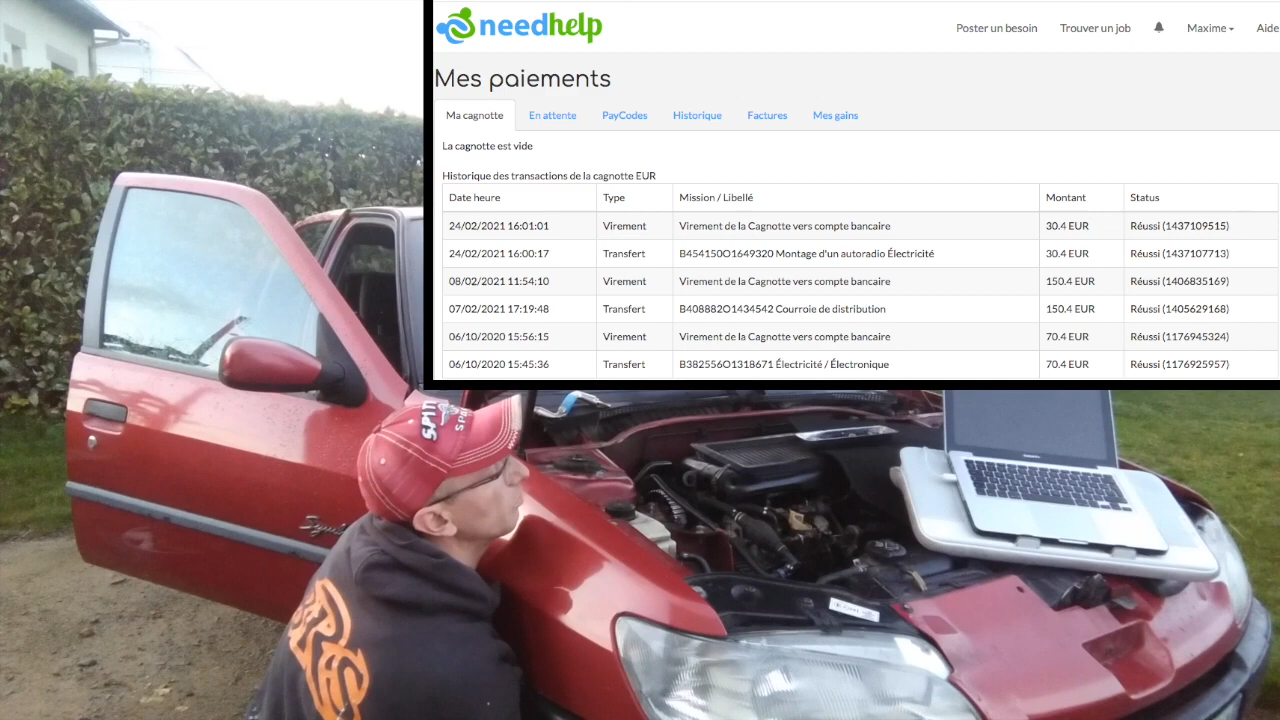 needhelp
Poster un besoin Trouver un job Maxime Aide
Mes paiements
Ma cagnotte En attente PayCodes Historique Factures Mes gains
La cagnotte est vide
Historique des transactions de la cagnotte EUR
Date heure Type Mission / Libellé Montant Status
24/02/2021 16:01:01 Virement Virement de la Cagnotte vers compte bancaire 30.4 EUR Réussi (1437109515)
24/02/2021 16:00:17 Transfert B454150O1649320 Montage d'un autoradio Électricité 30.4 EUR Réussi (1437107713)
08/02/2021 11:54:10 Virement Virement de la Cagnotte vers compte bancaire 150.4 EUR Réussi (1406835169)
07/02/2021 17:19:48 Transfert B408882O1434542 Courroie de distribution 150.4 EUR Réussi (1405629168)
06/10/2020 15:56:15 Virement Virement de la Cagnotte vers compte bancaire 70.4 EUR Réussi (1176945324)
06/10/2020 15:45:36 Transfert B382556O1318671 Électricité / Électronique 70.4 EUR Réussi (1176925957)